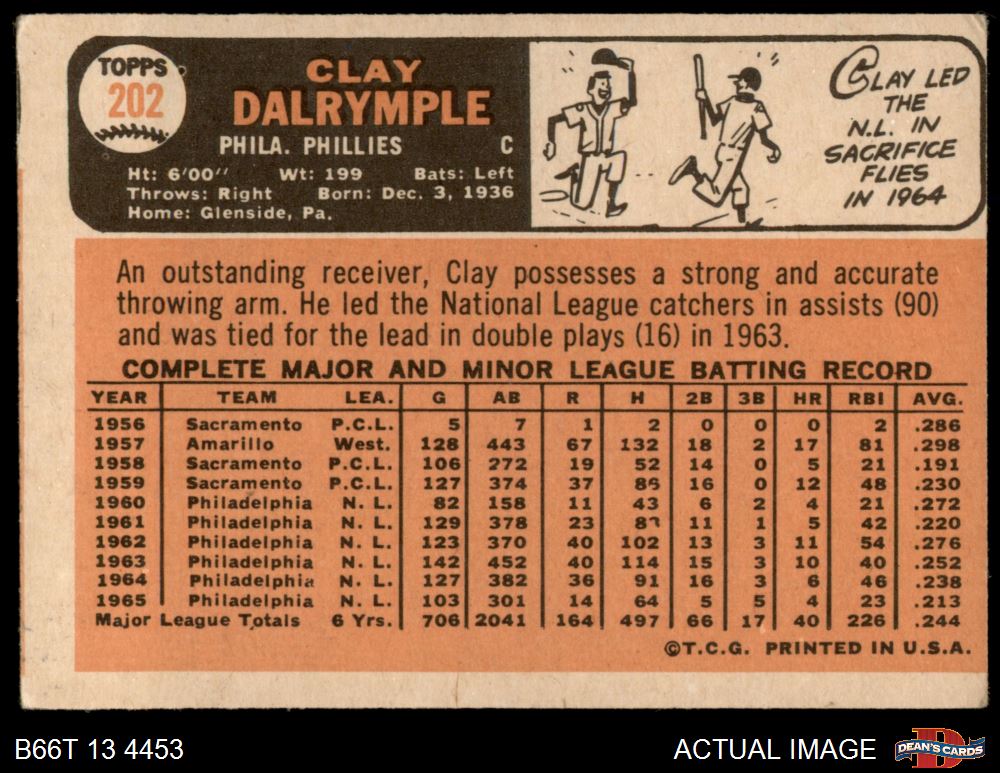 TOPPS
202
CLAY
DALRYMPLE
PHILA. PHILLIES C
Ht: 6'00" Wt: 199 Bats: Left
Throws: Right Born: Dec. 3, 1936
Home: Glenside, Pa.
CLAY LED
THE
N.L. IN
SACRIFICE
FLIES
IN 1964
An outstanding receiver, Clay possesses a strong and accurate
throwing arm. He led the National League catchers in assists (90)
and was tied for the lead in double plays (16) in 1963.
COMPLETE MAJOR AND MINOR LEAGUE BATTING RECORD
YEAR TEAM LEA. G AB R H 2B 3B HR RBI AVG.
1956 Sacramento P.C.L. 5 7 1 2 0 0 0 2 .286
1957 Amarillo West. 128 443 67 132 18 2 17 81 .298
1958 Sacramento P.C.L. 106 272 19 52 14 0 5 21 .191
1959 Sacramento P.C.L. 127 374 37 86 16 0 12 48 .230
1960 Philadelphia N. L. 82 158 11 43 6 2 4 21 .272
1961 Philadelphia N. L. 129 378 23 11 1 5 42 .220
1962 Philadelphia N. L. 123 370 40 102 13 3 11 54 .276
1963 Philadelphia N. L. 142 452 40 114 15 3 10 40 .252
1964 Philadelphia N. L. 127 382 36 91 16 3 6 46 .238
1965 Philadelphia N. L. 103 301 14 64 5 5 4 23 .213
Major League Totals 6 Yrs. 706 2041 164 497 66 17 40 226 .244
©T.C.G. PRINTED IN U.S.A.
B66T 13 4453
ACTUAL IMAGE
D
DEAN'S CARDS